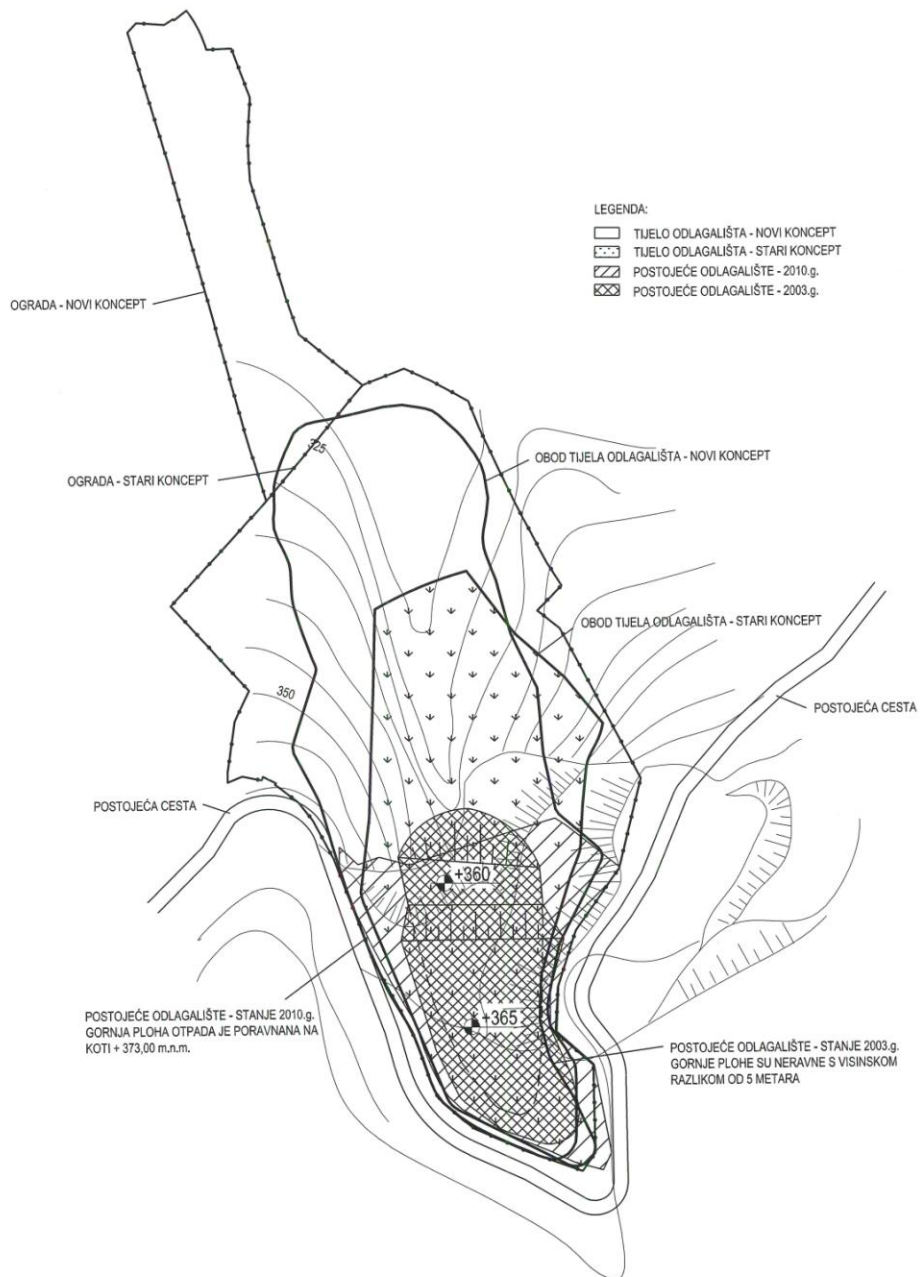 LEGENDA:
TIJELO ODLAGALIŠTA - NOVI KONCEPT
TIJELO ODLAGALIŠTA - STARI KONCEPT
POSTOJEĆE ODLAGALIŠTE - 2010.g.
POSTOJEĆE ODLAGALIŠTE - 2003.g.
OGRADA - NOVI KONCEPT
325
OBOD TIJELA ODLAGALIŠTA - NOVI KONCEPT
OGRADA - STARI KONCEPT
OBOD TIJELA ODLAGALIŠTA - STARI KONCEPT
350
POSTOJEĆA CESTA
POSTOJEĆA CESTA
+360
POSTOJEĆE ODLAGALIŠTE - STANJE 2010.g.
GORNJA PLOHA OTPADA JE PORAVNANA NA
KOTI + 373,00 m.n.m.
+365
POSTOJEĆE ODLAGALIŠTE - STANJE 2003.g.
GORNJE PLOHE SU NERAVNE S VISINSKOM
RAZLIKOM OD 5 METARA